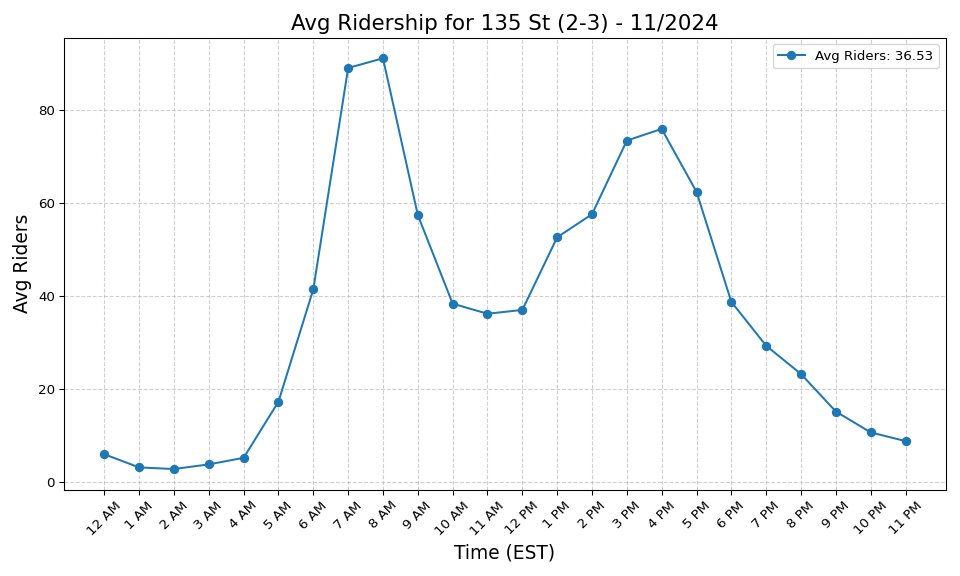 Avg Ridership for 135 St (2-3) - 11/2024
Avg Riders: 36.53
Avg Riders
80
60
40
20
0
12 AM
1 AM
2 AM
3 AM
4 AM
5 AM
6 AM
7 AM
8 AM
9 AM
10 AM
11 AM
12 PM
1 PM
2 PM
3 PM
4 PM
5 PM
6 PM
7 PM
8 PM
9 PM
10 PM
11 PM
Time (EST)